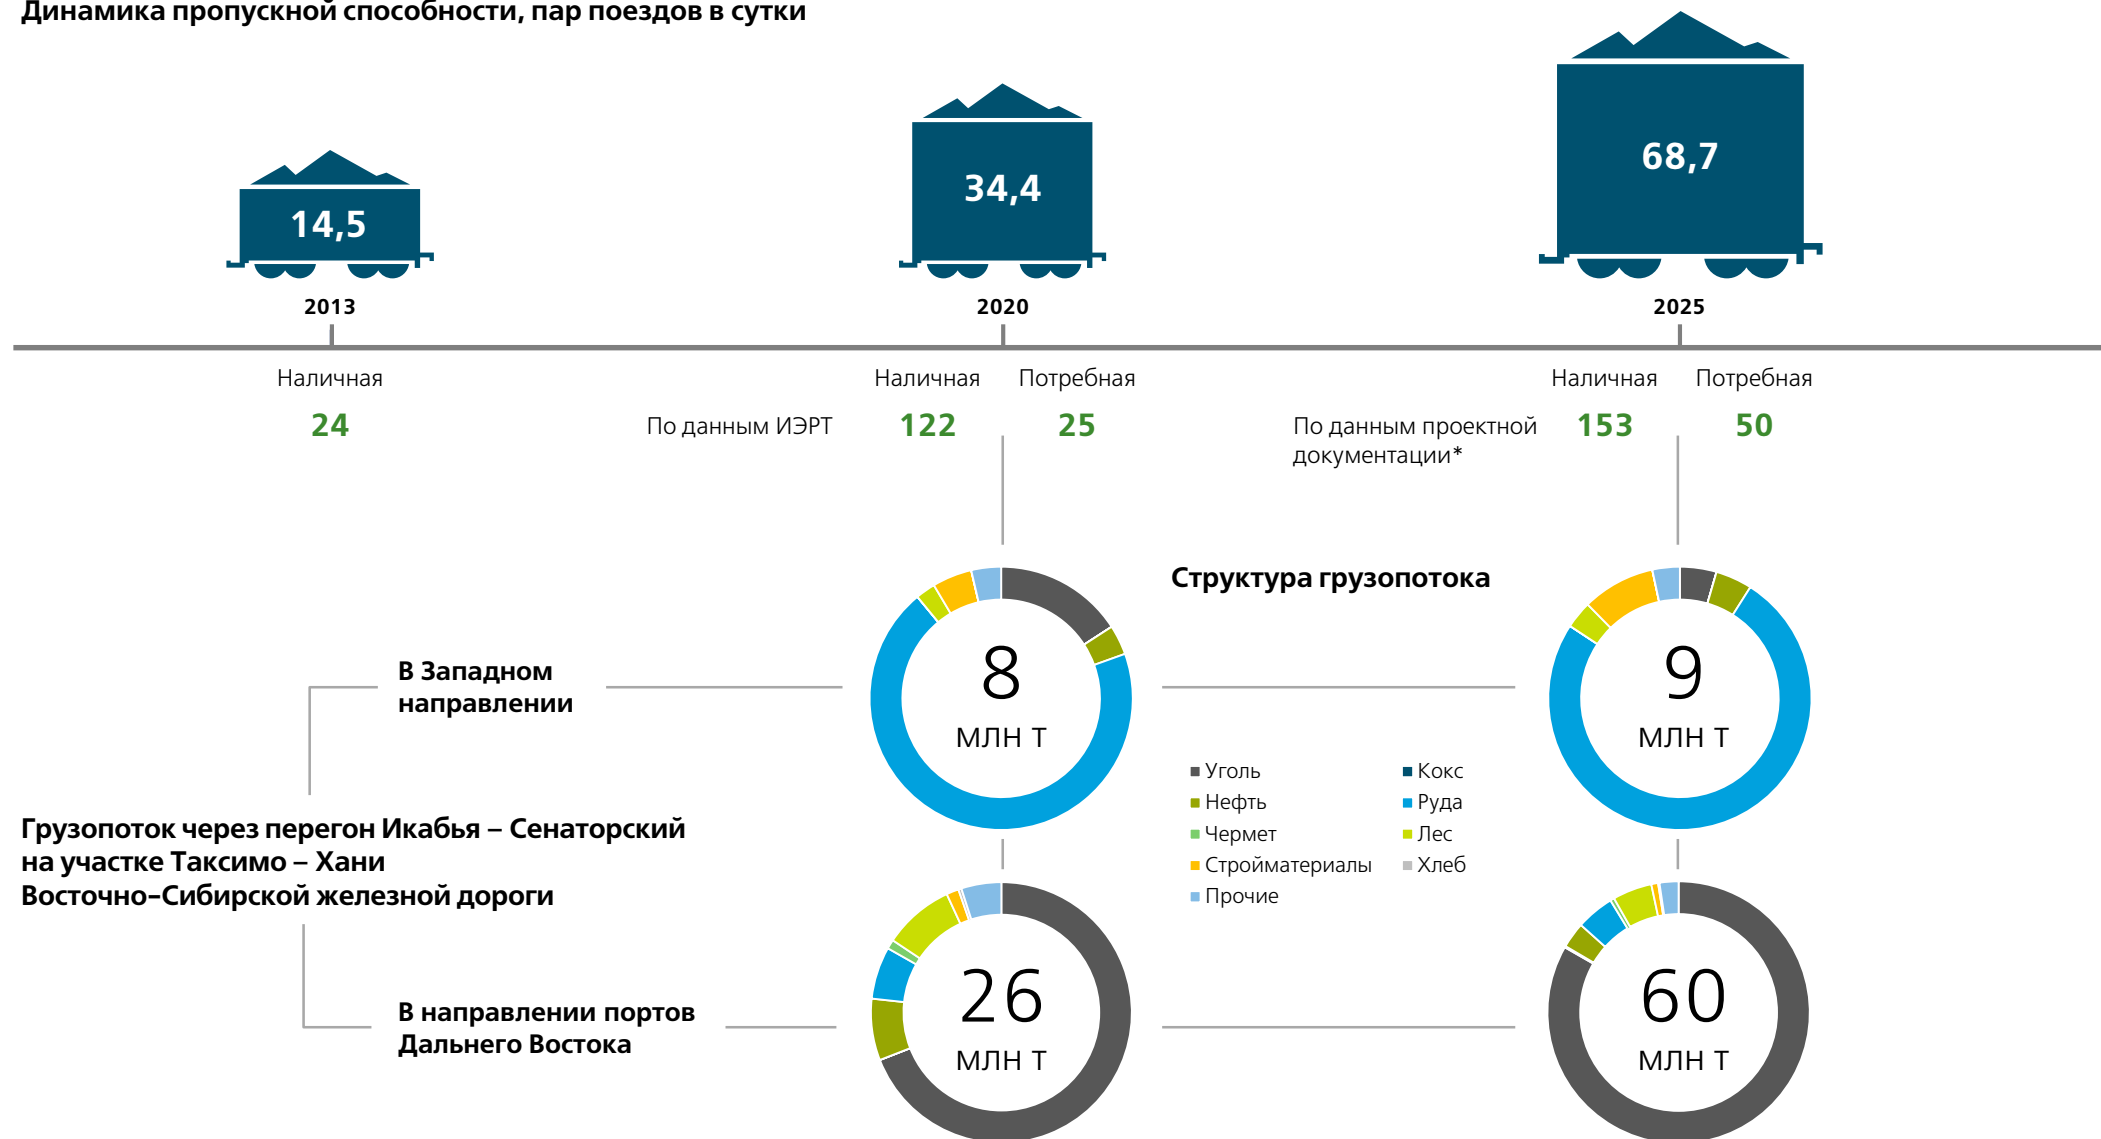 Динамика пропускной способности, пар поездов в сутки
14,5
34,4
68,7
2013
2020
2025
Наличная
24
По данным ИЭРТ
Наличная
122
Потребная
25
По данным проектной
документации*
Наличная
153
Потребная
50
Структура грузопотока
В Западном
направлении
8
МЛН Т
9
МЛН Т
Уголь
Кокс
Нефть
Руда
Чермет
Лес
Стройматериалы
Хлеб
Прочие
Грузопоток через перегон Икабья – Сенаторский
на участке Таксимо – Хани
Восточно-Сибирской железной дороги
В направлении портов
Дальнего Востока
26
МЛН Т
60
МЛН Т